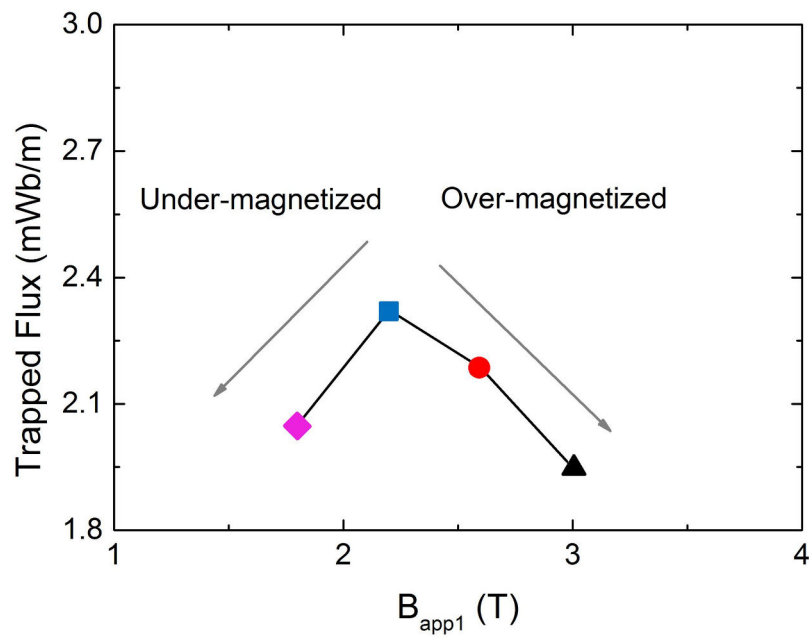 3.0
2.7
2.4
2.1
1.8
Trapped Flux (mWb/m)
Under-magnetized
Over-magnetized
1
2
3
4
B_app1 (T)